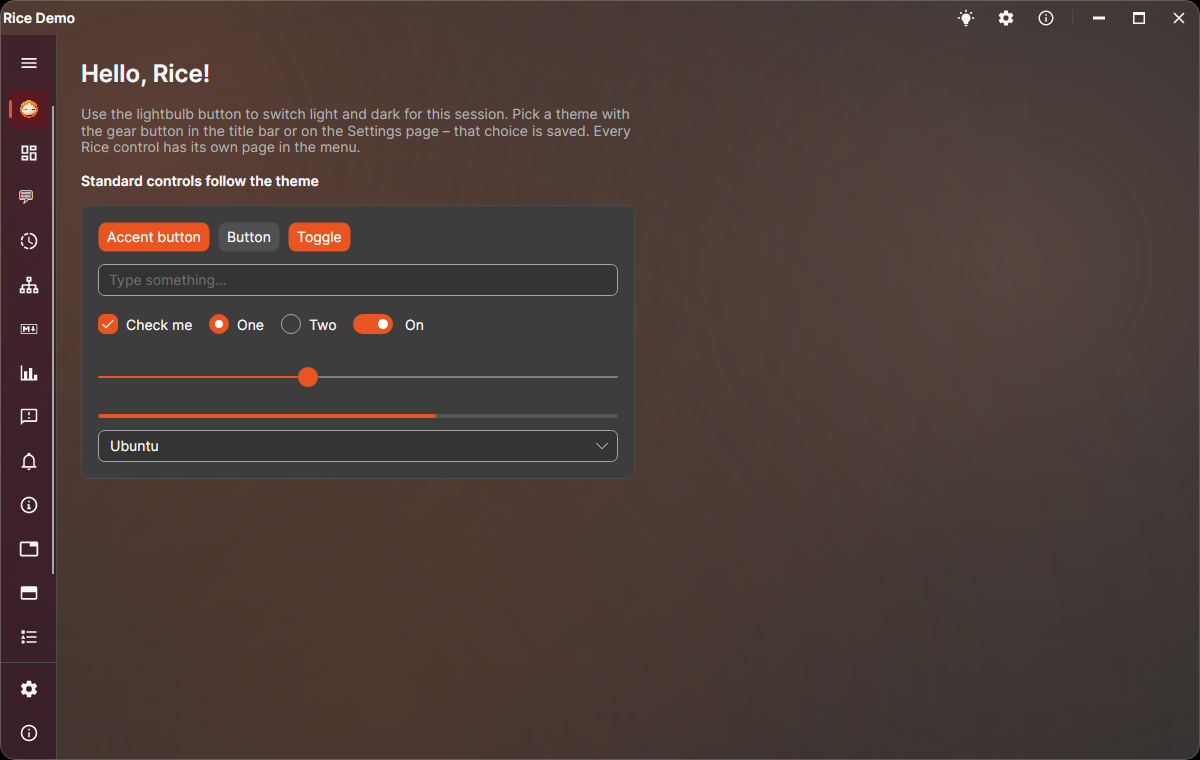 Rice Demo
Hello, Rice!
Use the lightbulb button to switch light and dark for this session. Pick a theme with
the gear button in the title bar or on the Settings page – that choice is saved. Every
Rice control has its own page in the menu.
Standard controls follow the theme
Accent button Button Toggle
Type something...
Check me One Two On
Ubuntu